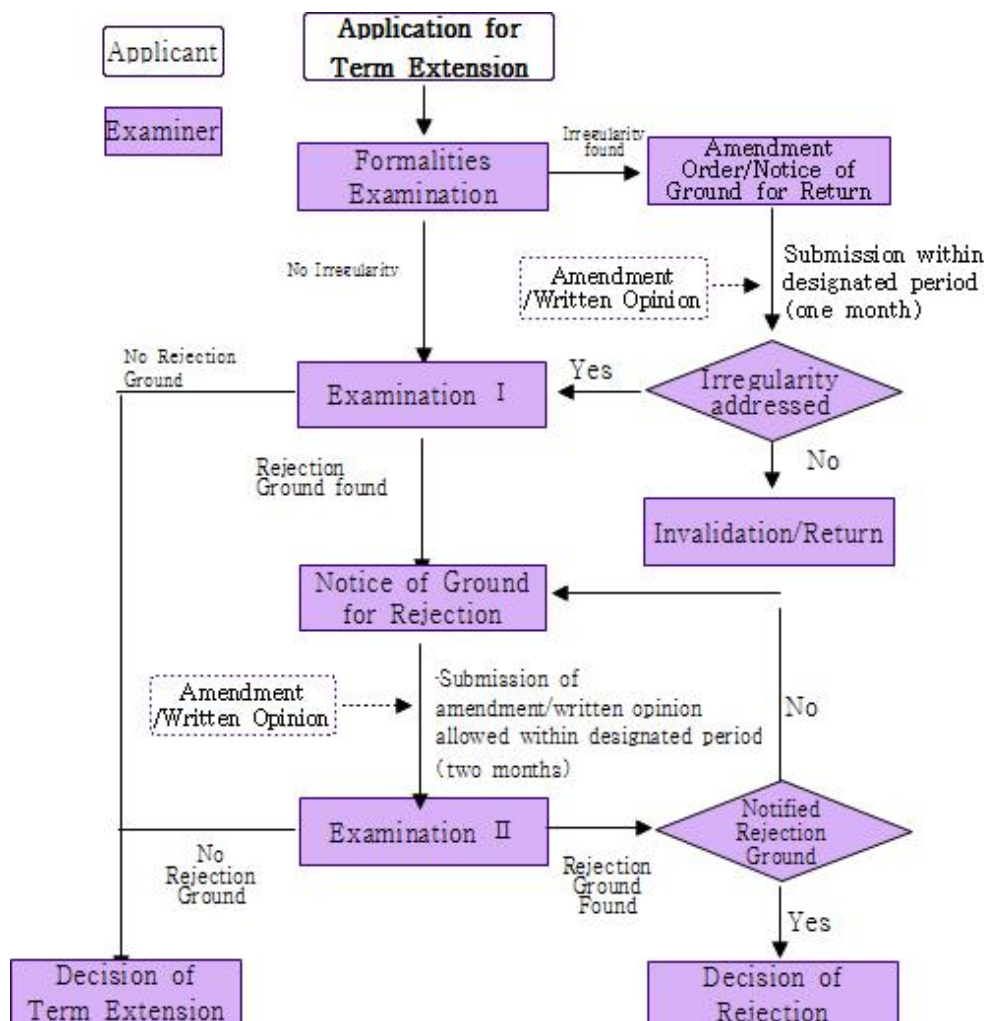 Applicant
Examiner
Application for
Term Extension
Formalities
Examination
Irregularity
found
Amendment
Order/Notice of
Ground for Return
No Irregularity
Amendment
/Written Opinion
Submission within
designated period
(one month)
No Rejection
Ground
Examination Ⅰ
Yes
Irregularity
addressed
No
Rejection
Ground found
Invalidation/Return
Notice of Ground
for Rejection
Amendment
/Written Opinion
-Submission of
amendment/written opinion
allowed within designated period
(two months)
No
Examination Ⅱ
Notified
Rejection
Ground
No
Rejection
Ground
Rejection
Ground
Found
Yes
Decision of
Term Extension
Decision of
Rejection